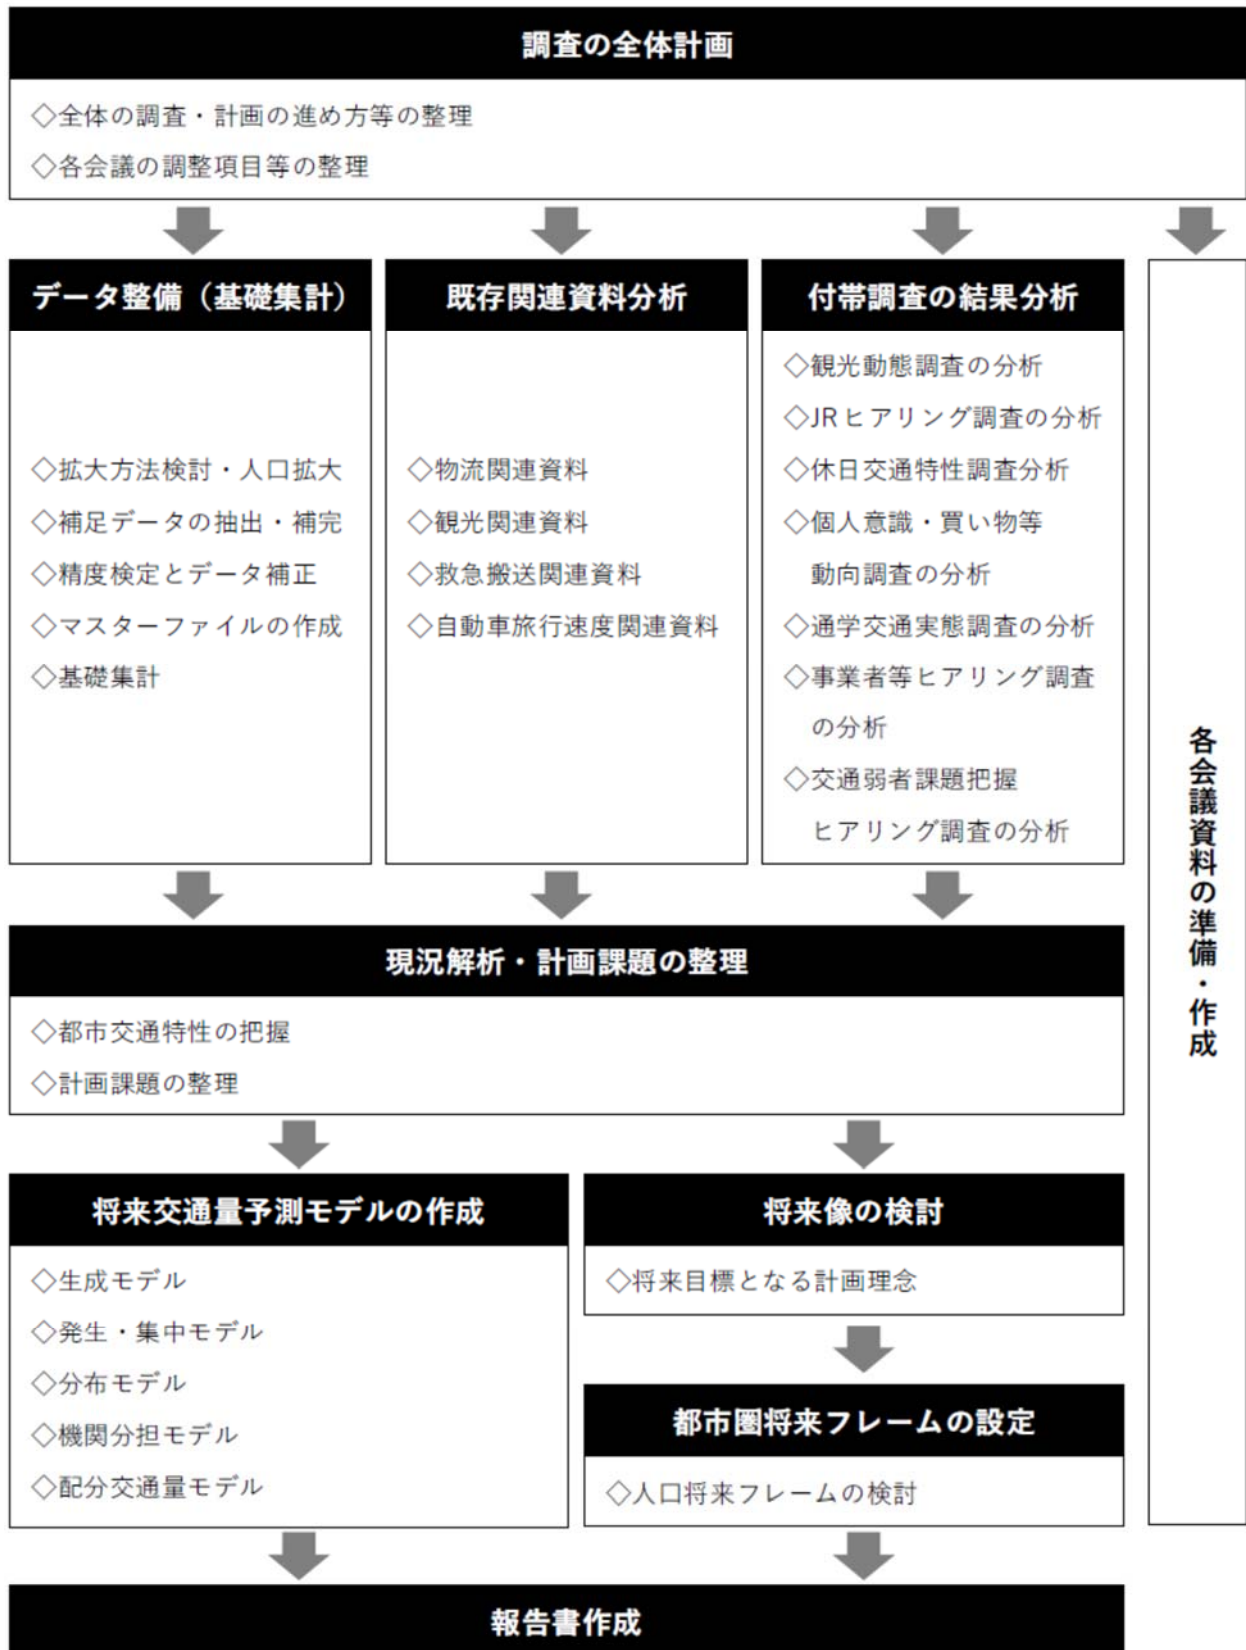 調査の全体計画
◇全体の調査・計画の進め方等の整理
◇各会議の調整項目等の整理
データ整備（基礎集計）
◇拡大方法検討・人口拡大
◇補足データの抽出・補完
◇精度検定とデータ補正
◇マスターファイルの作成
◇基礎集計
既存関連資料分析
◇物流関連資料
◇観光関連資料
◇救急搬送関連資料
◇自動車旅行速度関連資料
付帯調査の結果分析
◇観光動態調査の分析
◇JRヒアリング調査の分析
◇休日交通特性調査分析
◇個人意識・買い物等
動向調査の分析
◇通学交通実態調査の分析
◇事業者等ヒアリング調査
の分析
◇交通弱者課題把握
ヒアリング調査の分析
各会議資料の準備・作成
現況解析・計画課題の整理
◇都市交通特性の把握
◇計画課題の整理
将来交通量予測モデルの作成
◇生成モデル
◇発生・集中モデル
◇分布モデル
◇機関分担モデル
◇配分交通量モデル
将来像の検討
◇将来目標となる計画理念
都市圏将来フレームの設定
◇人口将来フレームの検討
報告書作成